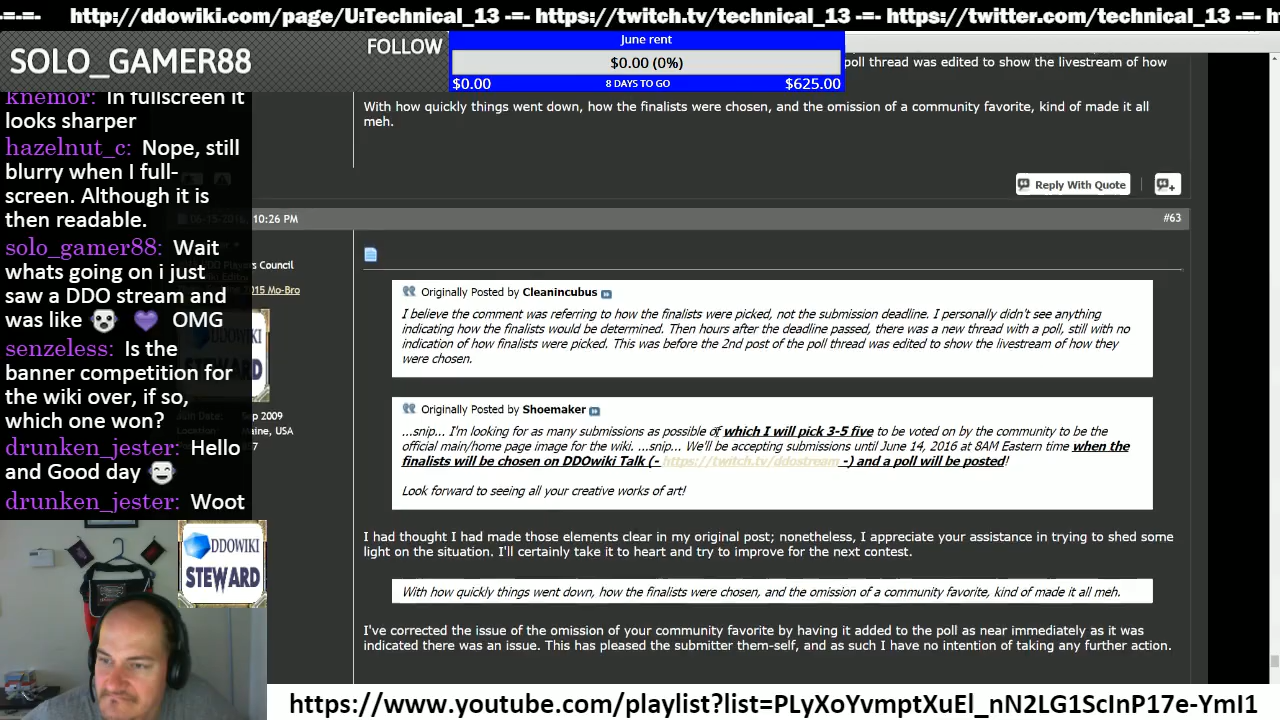 -=-=- http://ddowiki.com/page/U:Technical_13 -=- https://twitch.tv/technical_13 -=- https://twitter.com/technical_13 -=-
SOLO_GAMER88
FOLLOW
June rent
$0.00 (0%)
$0.00 8 DAYS TO GO $625.00
knemor: In fullscreen it
looks sharper
hazelnut_c: Nope, still
blurry when I full-
screen. Although it is
then readable.
solo_gamer88: Wait
whats going on i just
saw a DDO stream and
was like OMG
senzeless: Is the
banner competition for
the wiki over, if so,
which one won?
drunken_jester: Hello
and Good day
drunken_jester: Woot
poll thread was edited to show the livestream of how
With how quickly things went down, how the finalists were chosen, and the omission of a community favorite, kind of made it all
meh.
Reply With Quote
10:26 PM
#63
Council
2015 Mo-Bro
DDOWIKI
Sep 2009
Maine, USA
Originally Posted by Cleanincubus
I believe the comment was referring to how the finalists were picked, not the submission deadline. I personally didn't see anything
indicating how the finalists would be determined. Then hours after the deadline passed, there was a new thread with a poll, still with no
indication of how finalists were picked. This was before the 2nd post of the poll thread was edited to show the livestream of how they
were chosen.
Originally Posted by Shoemaker
...snip... I'm looking for as many submissions as possible of which I will pick 3-5 five to be voted on by the community to be the
official main/home page image for the wiki. ...snip... We'll be accepting submissions until June 14, 2016 at 8AM Eastern time when the
finalists will be chosen on DDOwiki Talk (- https://twitch.tv/ddostream -) and a poll will be posted!
Look forward to seeing all your creative works of art!
I had thought I had made those elements clear in my original post; nonetheless, I appreciate your assistance in trying to shed some
light on the situation. I'll certainly take it to heart and try to improve for the next contest.
With how quickly things went down, how the finalists were chosen, and the omission of a community favorite, kind of made it all meh.
I've corrected the issue of the omission of your community favorite by having it added to the poll as near immediately as it was
indicated there was an issue. This has pleased the submitter them-self, and as such I have no intention of taking any further action.
DDOWIKI
STEWARD
https://www.youtube.com/playlist?list=PLyXoYvmptXuEl_nN2LG1ScInP17e-YmI1